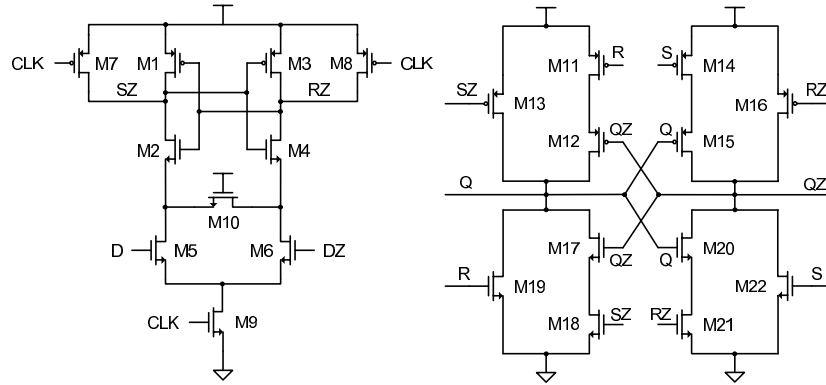 CLK M7 M1 M3 M8 CLK
SZ RZ
M2 M4
M10
D M5 M6 DZ
CLK M9
M11 R S M14
SZ M13 M16 RZ
M12 QZ Q M15
Q QZ
M17 QZ Q M20
R M19 M22 S
M18 SZ RZ M21